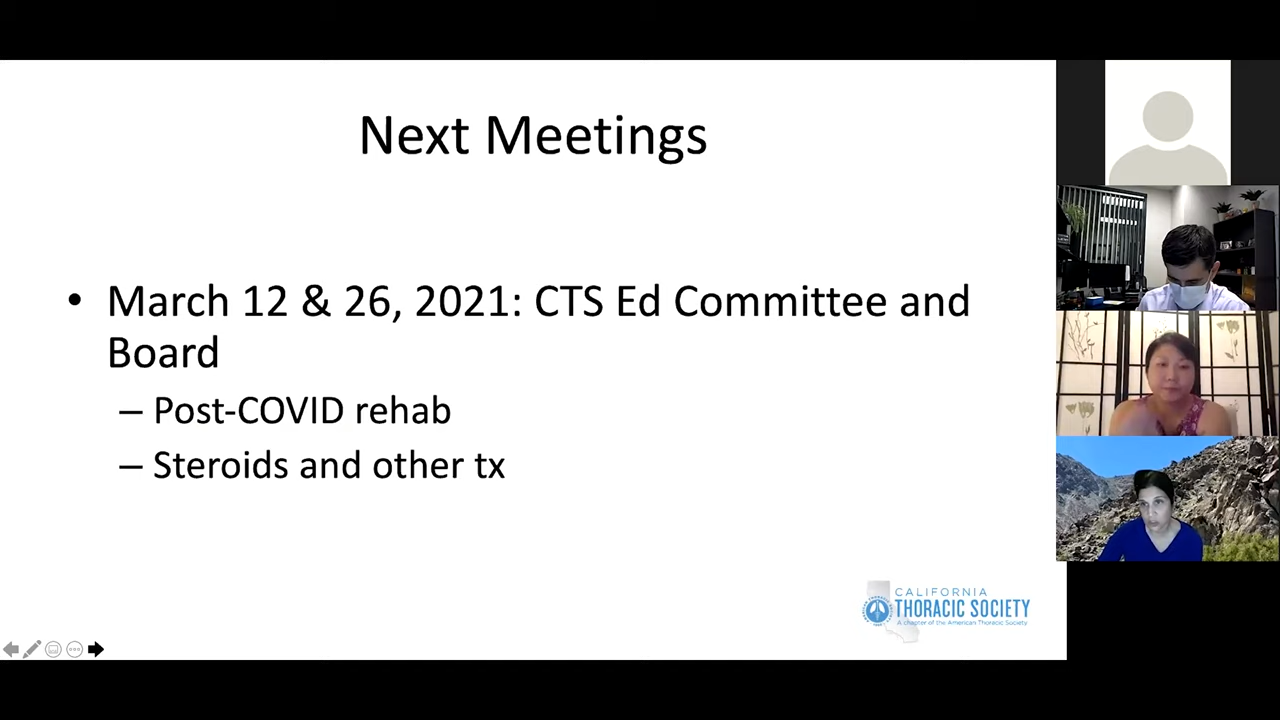 Next Meetings
• March 12 & 26, 2021: CTS Ed Committee and
Board
– Post-COVID rehab
– Steroids and other tx
CALIFORNIA
THORACIC SOCIETY
A chapter of the American Thoracic Society